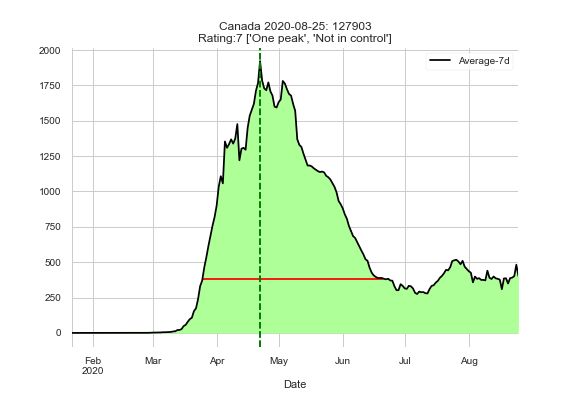 Canada 2020-08-25: 127903
Rating:7 ['One peak', 'Not in control']
Average-7d
2000
1750
1500
1250
1000
750
500
250
0
Feb Mar Apr May Jun Jul Aug
2020
Date